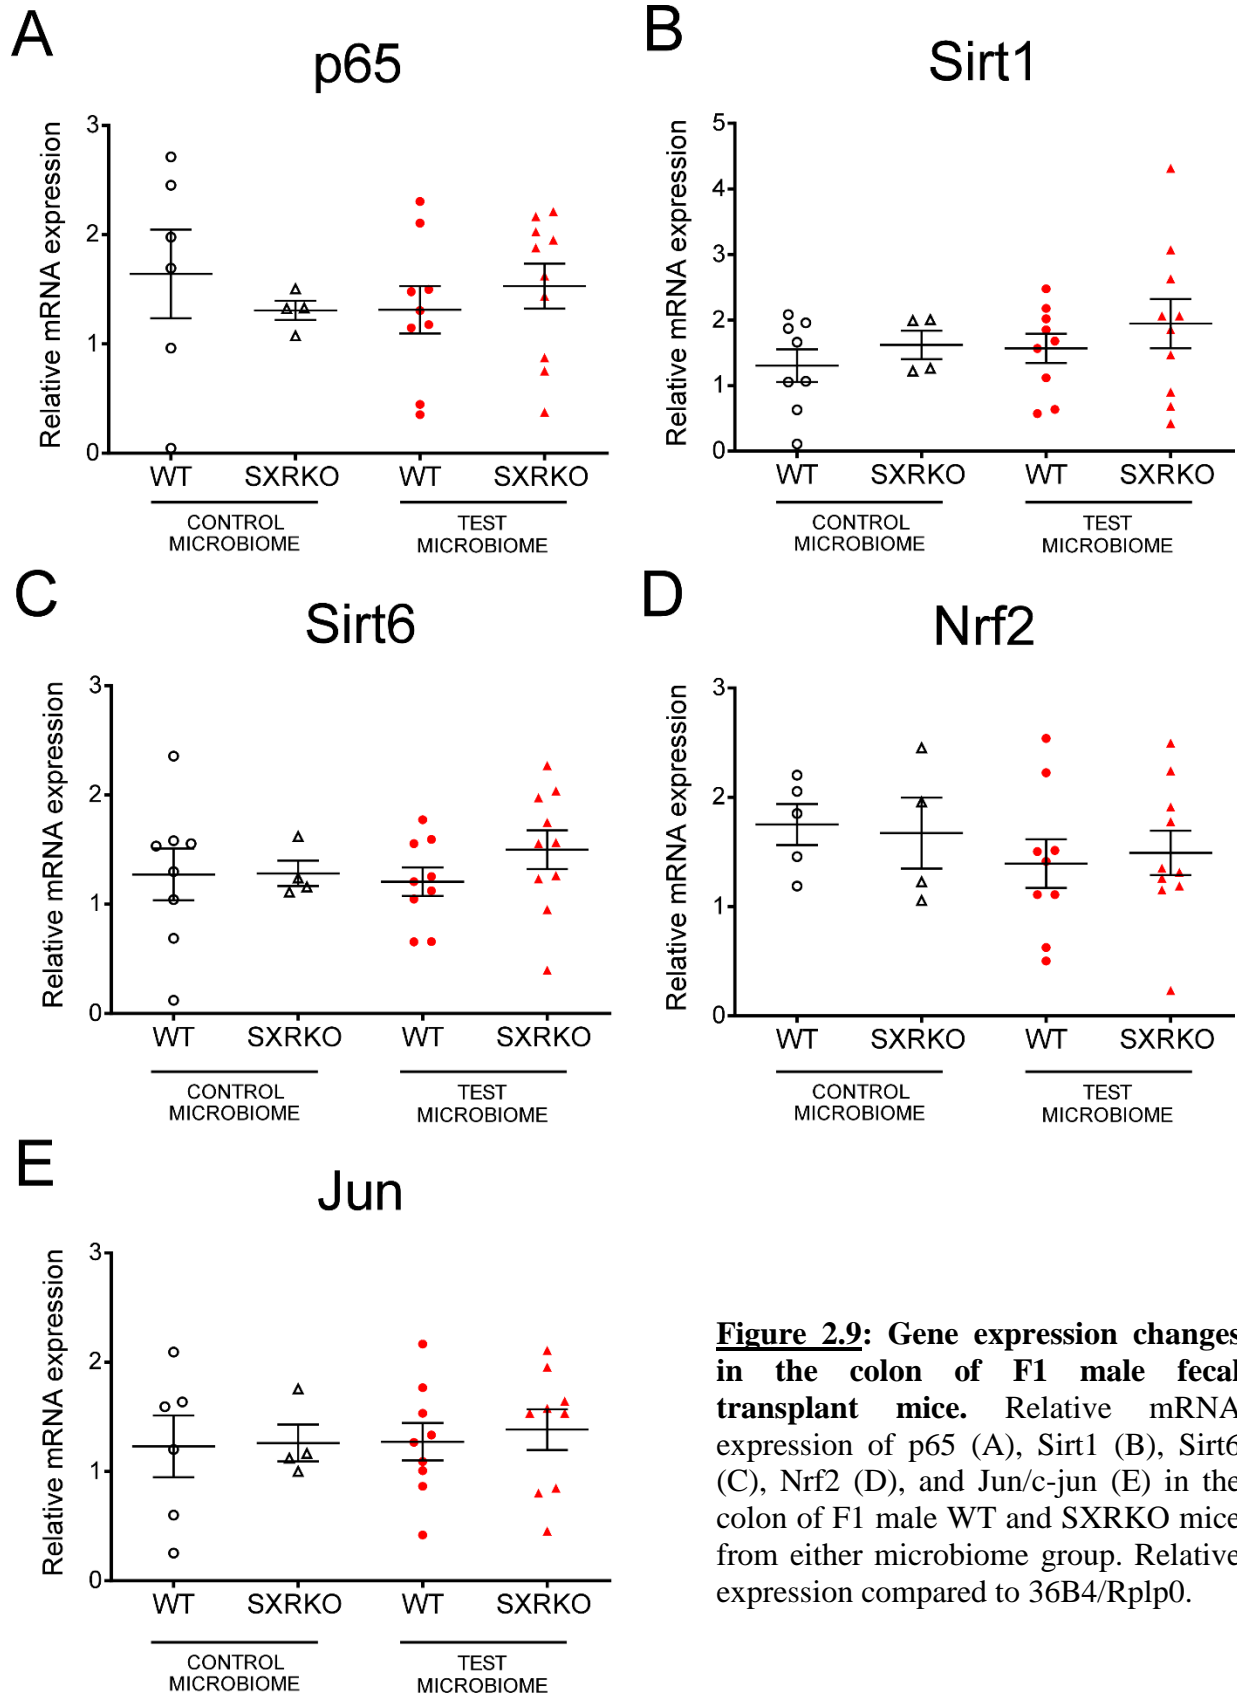 A
p65
Relative mRNA expression
3
2
1
0
WT SXRKO WT SXRKO
CONTROL MICROBIOME
TEST MICROBIOME
B
Sirt1
Relative mRNA expression
5
4
3
2
1
0
WT SXRKO WT SXRKO
CONTROL MICROBIOME
TEST MICROBIOME
C
Sirt6
Relative mRNA expression
3
2
1
0
WT SXRKO WT SXRKO
CONTROL MICROBIOME
TEST MICROBIOME
D
Nrf2
Relative mRNA expression
3
2
1
0
WT SXRKO WT SXRKO
CONTROL MICROBIOME
TEST MICROBIOME
E
Jun
Relative mRNA expression
3
2
1
0
WT SXRKO WT SXRKO
CONTROL MICROBIOME
TEST MICROBIOME
Figure 2.9: Gene expression changes
in the colon of F1 male fecal
transplant mice. Relative mRNA
expression of p65 (A), Sirt1 (B), Sirt6
(C), Nrf2 (D), and Jun/c-jun (E) in the
colon of F1 male WT and SXRKO mice
from either microbiome group. Relative
expression compared to 36B4/Rplp0.